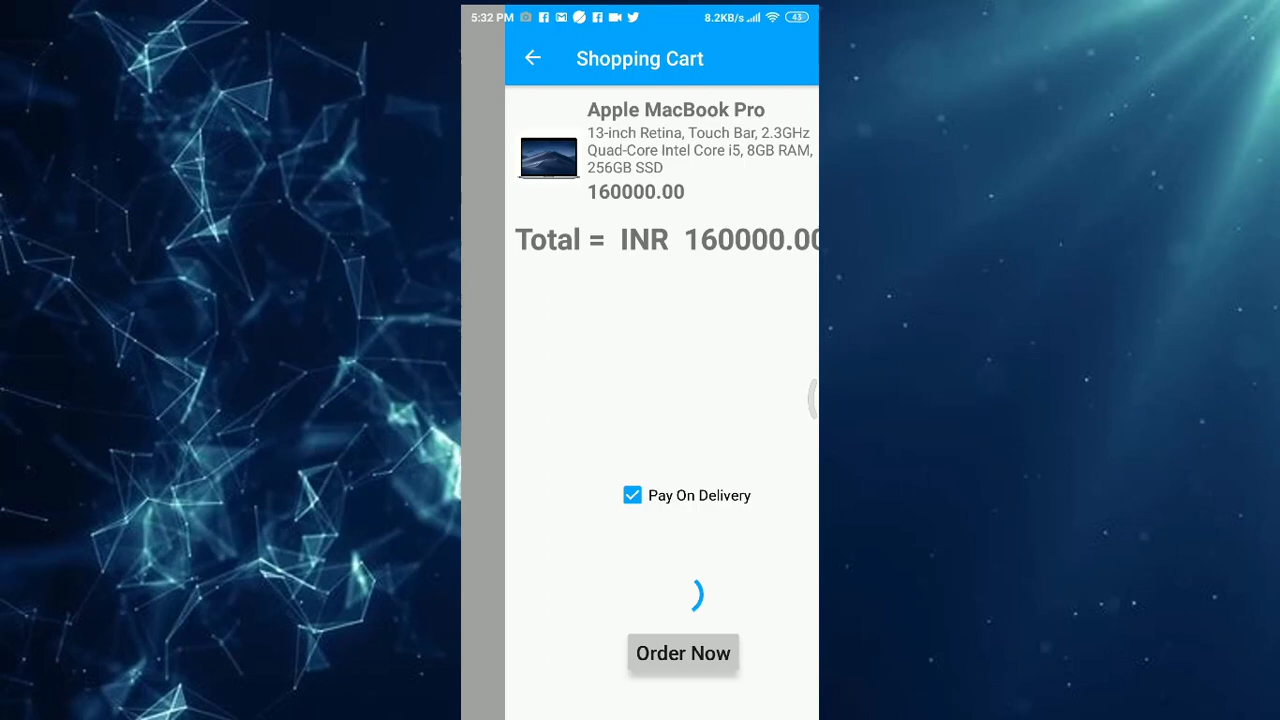 5:32 PM 8.2KB/s 43
Shopping Cart
Apple MacBook Pro
13-inch Retina, Touch Bar, 2.3GHz
Quad-Core Intel Core i5, 8GB RAM,
256GB SSD
160000.00
Total = INR 160000.00
Pay On Delivery
Order Now